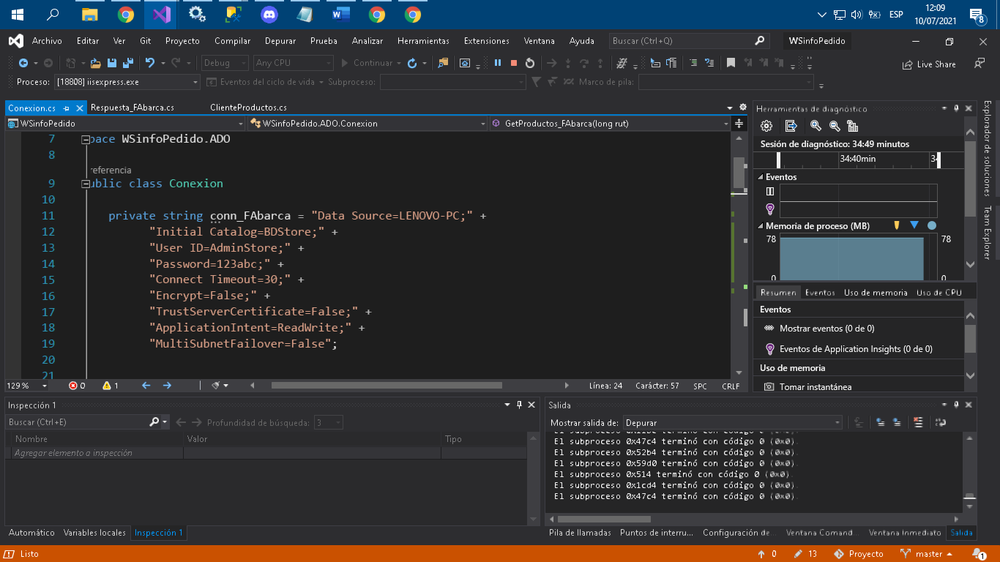 ESP
12:09
10/07/2021
8
Archivo Editar Ver Git Proyecto Compilar Depurar Prueba Analizar Herramientas Extensiones Ventana Ayuda Buscar (Ctrl+Q) WSinfoPedido
Debug Any CPU Continuar Live Share
Proceso: [18808] iisexpress.exe Eventos del ciclo de vida Subproceso: Marco de pila:
Conexion.cs Respuesta_FAbarca.cs ClienteProductos.cs
WSinfoPedido WSinfoPedido.ADO.Conexion GetProductos_FAbarca(long rut)
7 pace WSinfoPedido.ADO
8
referencia
9 ublic class Conexion
10
11 private string conn_FAbarca = "Data Source=LENOVO-PC;" +
12 "Initial Catalog=BDStore;" +
13 "User ID=AdminStore;" +
14 "Password=123abc;" +
15 "Connect Timeout=30;" +
16 "Encrypt=False;" +
17 "TrustServerCertificate=False;" +
18 "ApplicationIntent=ReadWrite;" +
19 "MultiSubnetFailover=False";
20
21
129 % 0 1 Línea: 24 Carácter: 57 SPC CRLF
Herramientas de diagnóstico
Sesión de diagnóstico: 34:49 minutos
34:40min
Eventos
Memoria de proceso (MB)
78 78
0 0
Resumen Eventos Uso de memoria Uso de CPU
Eventos
Mostrar eventos (0 de 0)
Eventos de Application Insights (0 de 0)
Uso de memoria
Tomar instantánea
Explorador de soluciones
Team Explorer
Inspección 1
Buscar (Ctrl+E) Profundidad de búsqueda: 3
Nombre Valor Tipo
Agregar elemento a inspección
Automático Variables locales Inspección 1
Salida
Mostrar salida de: Depurar
El subproceso 0x47c4 terminó con código 0 (0x0).
El subproceso 0x52b4 terminó con código 0 (0x0).
El subproceso 0x59d0 terminó con código 0 (0x0).
El subproceso 0x514 terminó con código 0 (0x0).
El subproceso 0x1cd4 terminó con código 0 (0x0).
El subproceso 0x47c4 terminó con código 0 (0x0).
Pila de llamadas Puntos de interru... Configuración de... Ventana Comand... Ventana Inmediato Salida
Listo 0 13 Proyecto master 1